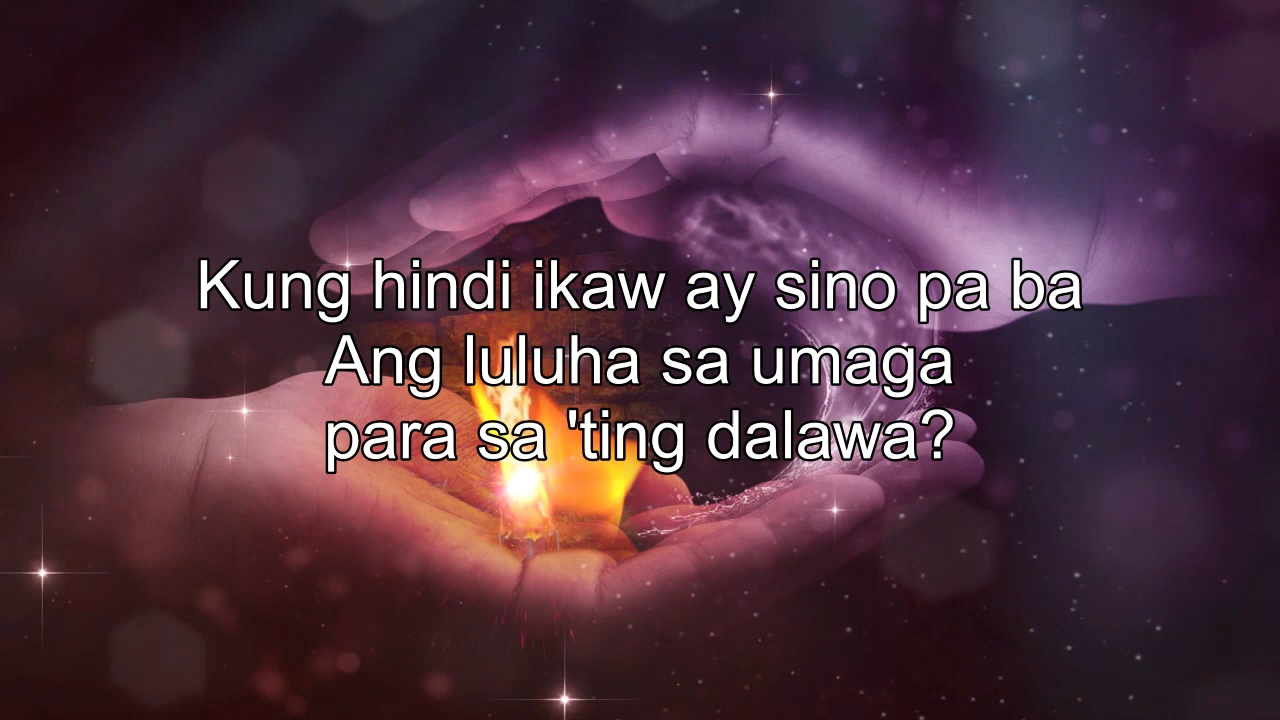 Kung hindi ikaw ay sino pa ba
Ang luluha sa umaga
para sa 'ting dalawa?